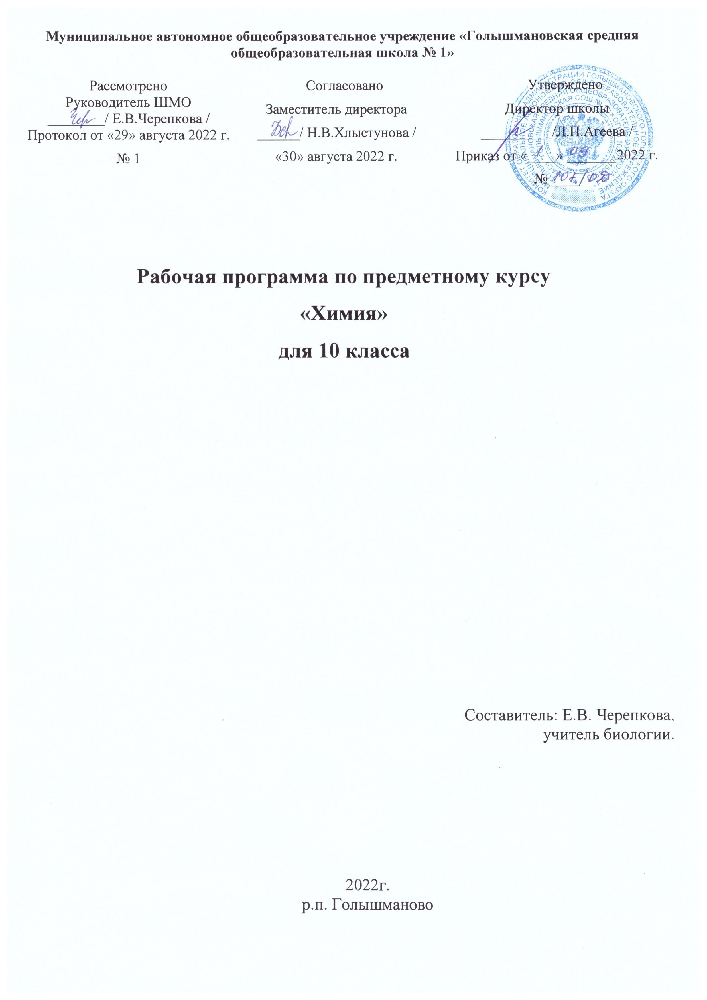 Муниципальное автономное общеобразовательное учреждение «Голышмановская средняя
общеобразовательная школа № 1»
Рассмотрено
Руководитель ШМО
/ Е.В.Черепкова /
Протокол от «29» августа 2022 г.
№ 1
Согласовано
Заместитель директора
/ Н.В.Хлыстунова /
«30» августа 2022 г.
Утверждено
Директор школы
/Л.П.Агеева /
Приказ от « 1 » 09 2022 г.
№ 107/ОД
Рабочая программа по предметному курсу
«Химия»
для 10 класса
Составитель: Е.В. Черепкова,
учитель биологии.
2022г.
р.п. Голышманово